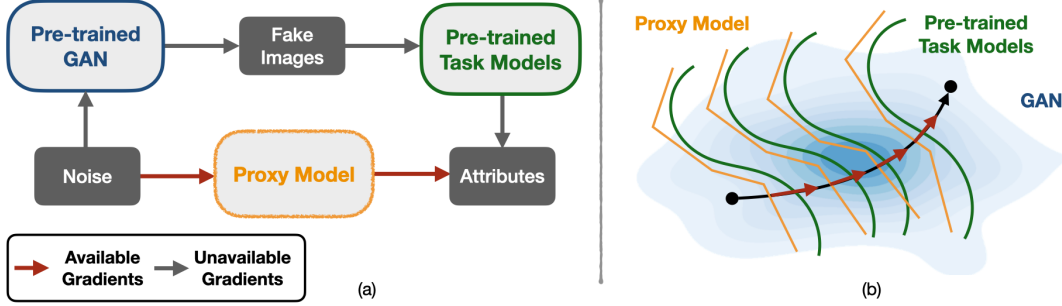 Pre-trained
GAN
Fake
Images
Pre-trained
Task Models
Noise
Proxy Model
Attributes
Available
Gradients
Unavailable
Gradients
(a)
Proxy Model
Pre-trained
Task Models
GAN
(b)